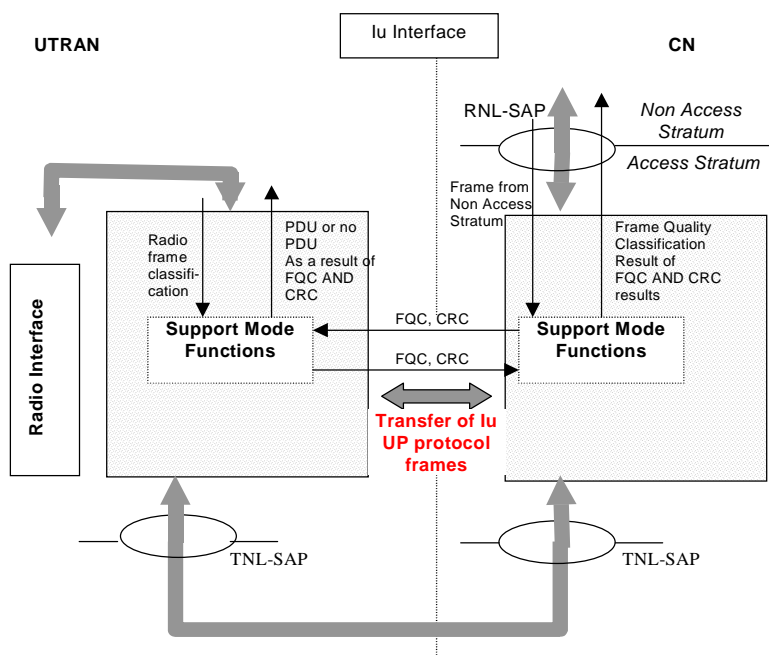 Iu Interface
UTRAN
CN
RNL-SAP
Non Access
Stratum
Access Stratum
Frame from
Non Access
Stratum
Radio
frame
classifi-
cation
PDU or no
PDU
As a result of
FQC AND
CRC
Frame Quality
Classification
Result of
FQC AND CRC
results
Radio Interface
Support Mode
Functions
FQC, CRC
FQC, CRC
Support Mode
Functions
Transfer of Iu
UP protocol
frames
TNL-SAP
TNL-SAP